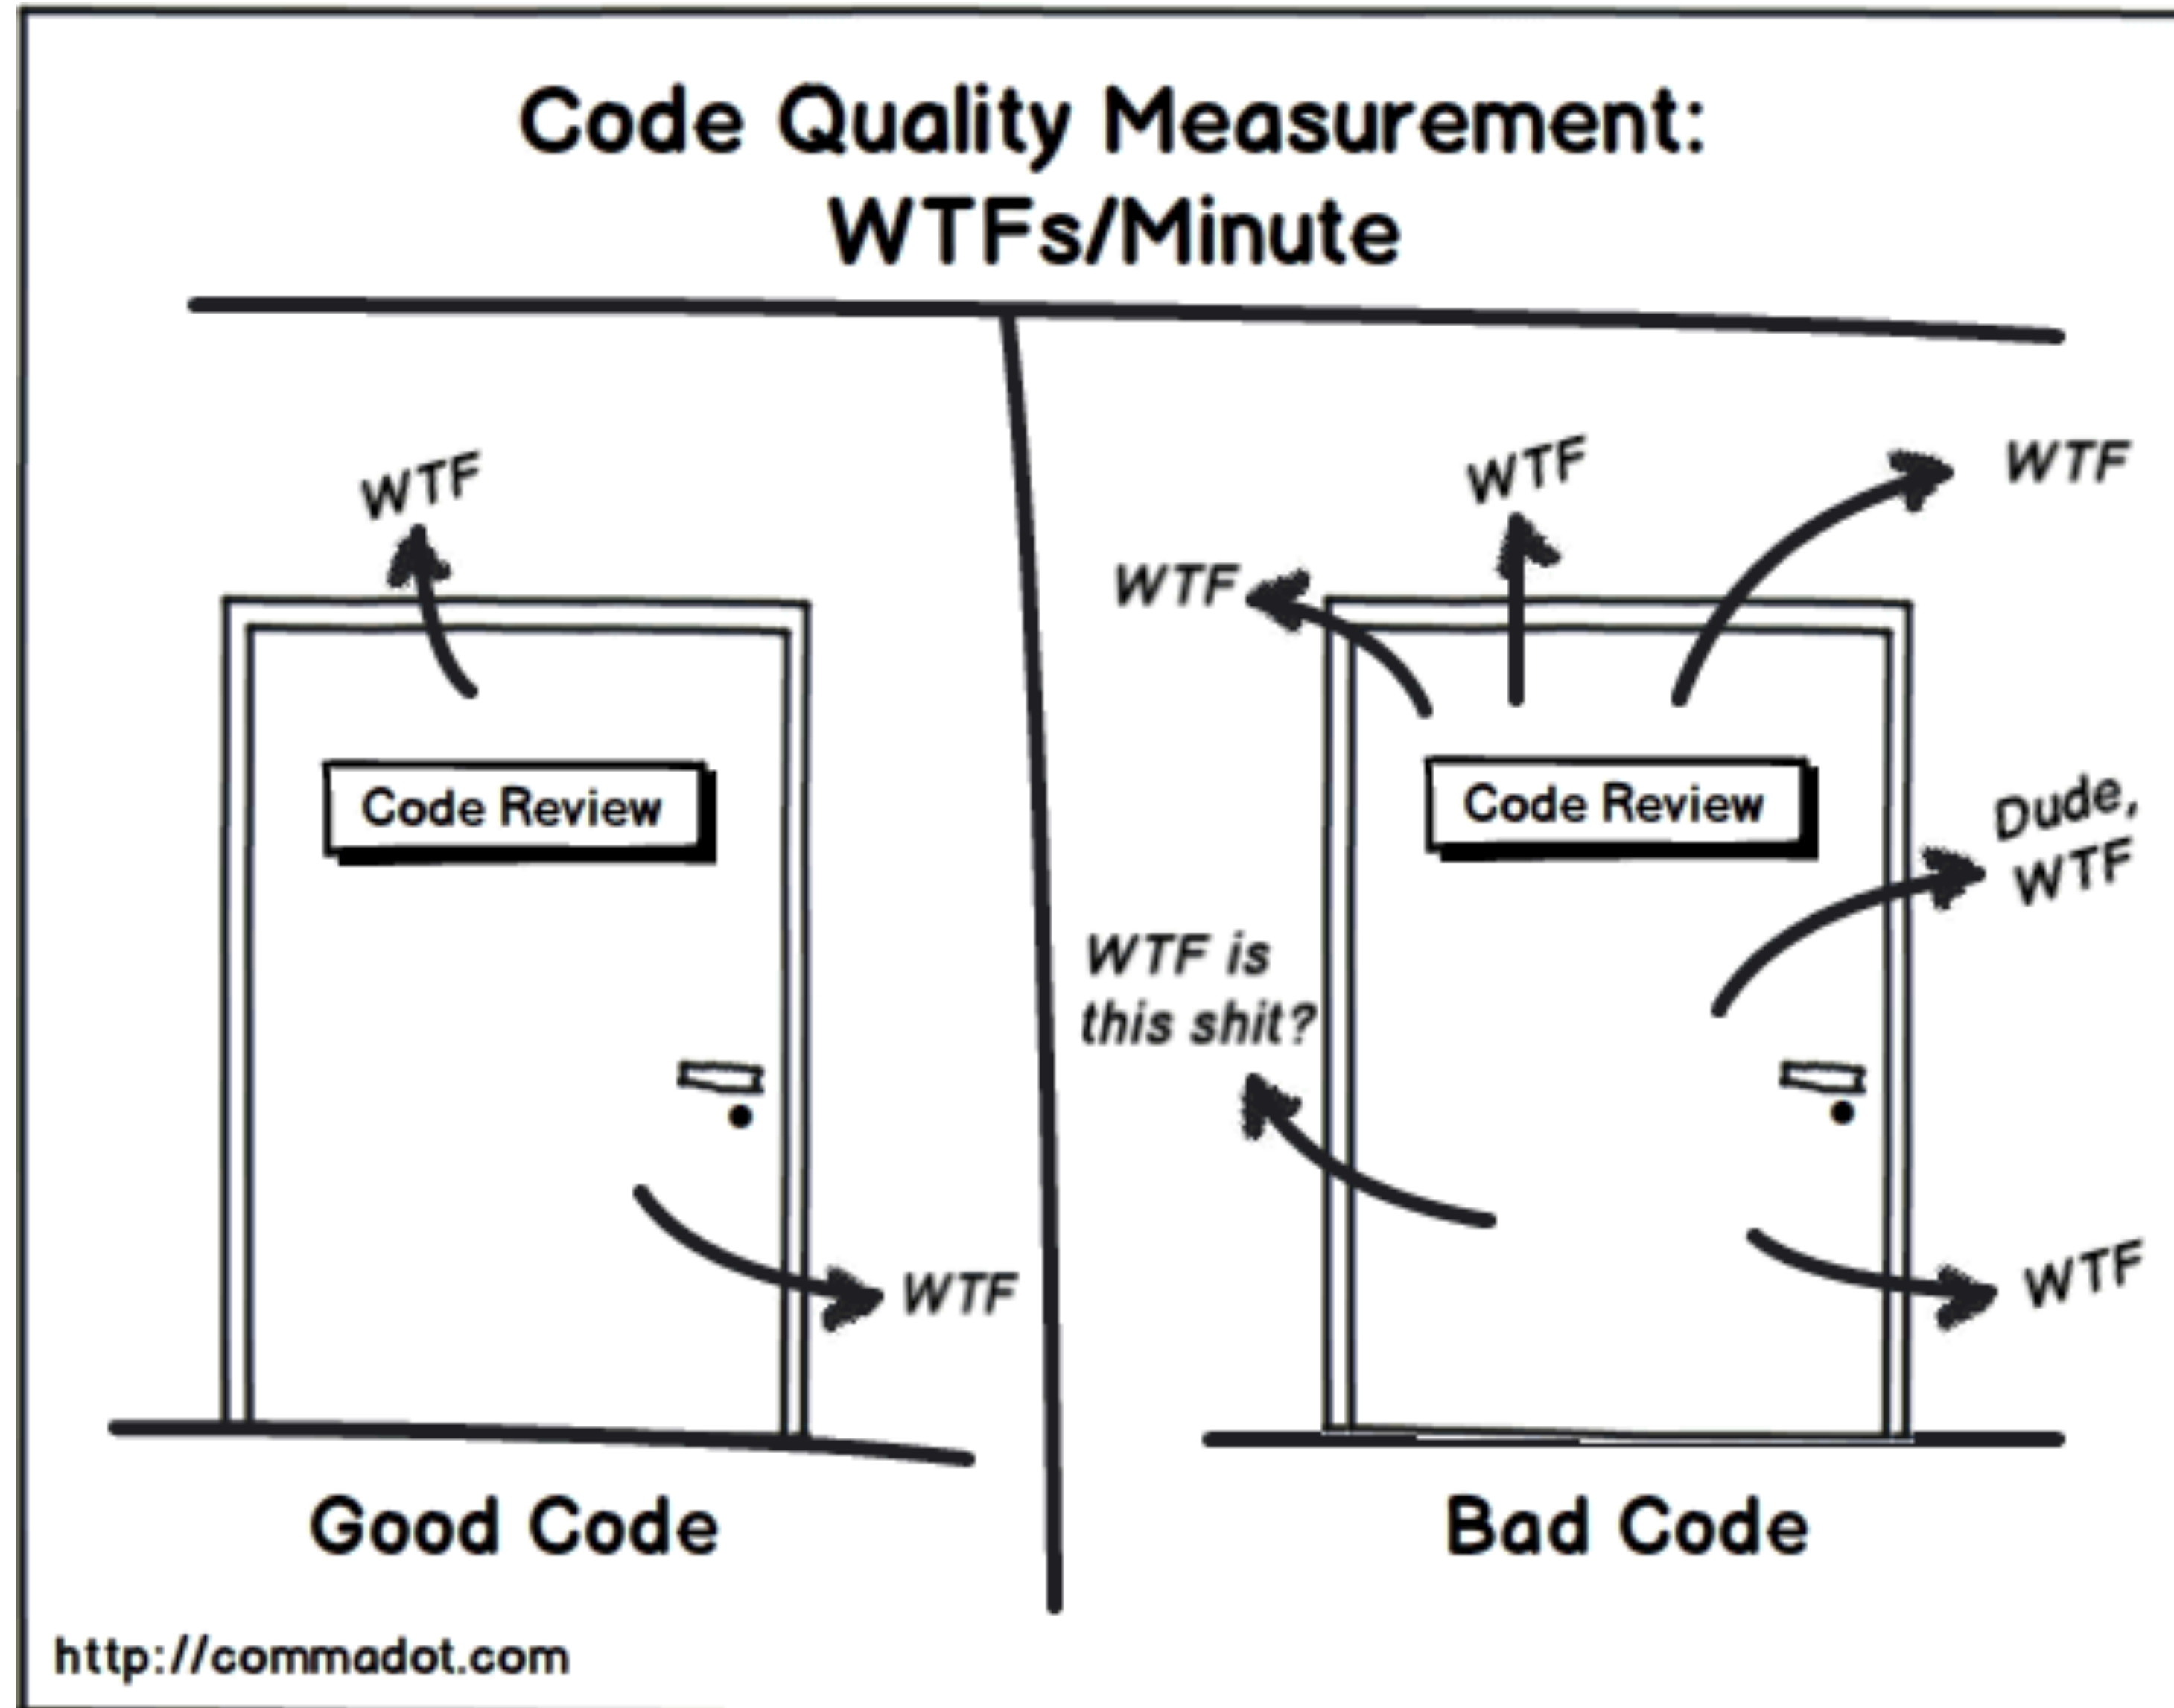 Code Quality Measurement:
WTFs/Minute
WTF
Code Review
WTF
Good Code
WTF
WTF
WTF
Code Review
Dude,
WTF
WTF is
this shit?
WTF
Bad Code
http://commadot.com